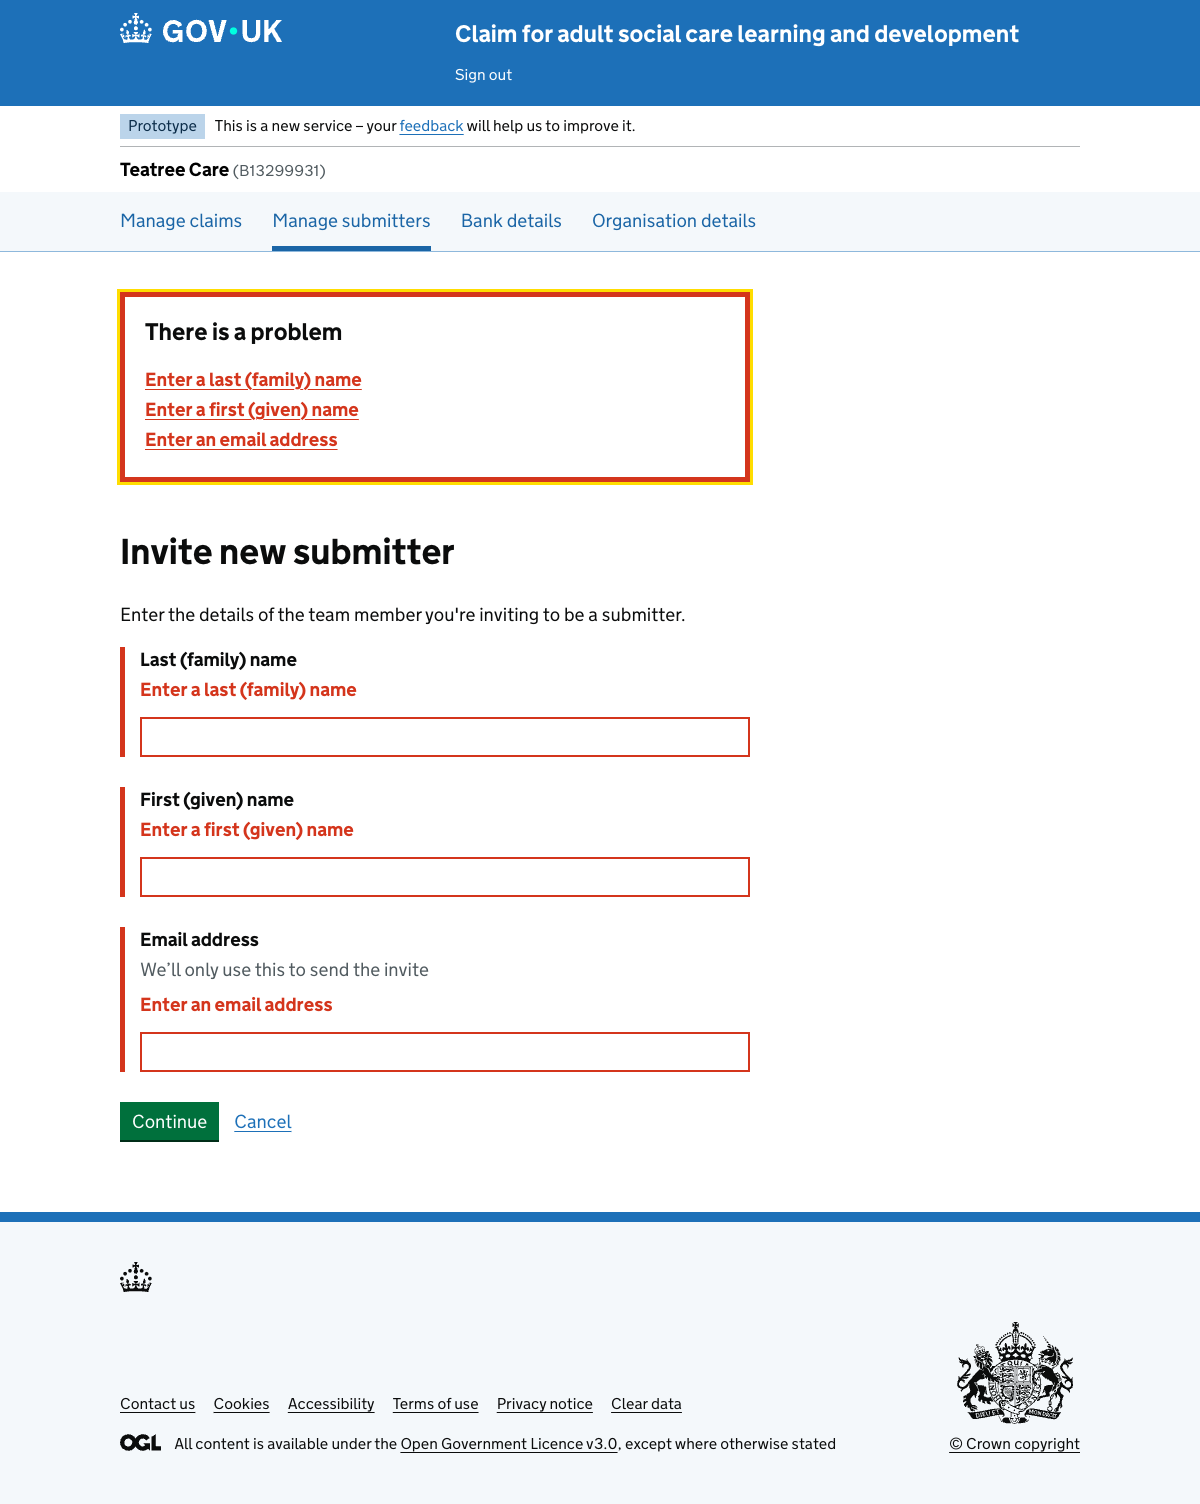 GOV·UK
Claim for adult social care learning and development
Sign out
Prototype This is a new service – your feedback will help us to improve it.
Teatree Care (B13299931)
Manage claims Manage submitters Bank details Organisation details
There is a problem
Enter a last (family) name
Enter a first (given) name
Enter an email address
Invite new submitter
Enter the details of the team member you're inviting to be a submitter.
Last (family) name
Enter a last (family) name
First (given) name
Enter a first (given) name
Email address
We’ll only use this to send the invite
Enter an email address
Continue Cancel
Contact us Cookies Accessibility Terms of use Privacy notice Clear data
OGL All content is available under the Open Government Licence v3.0, except where otherwise stated
© Crown copyright